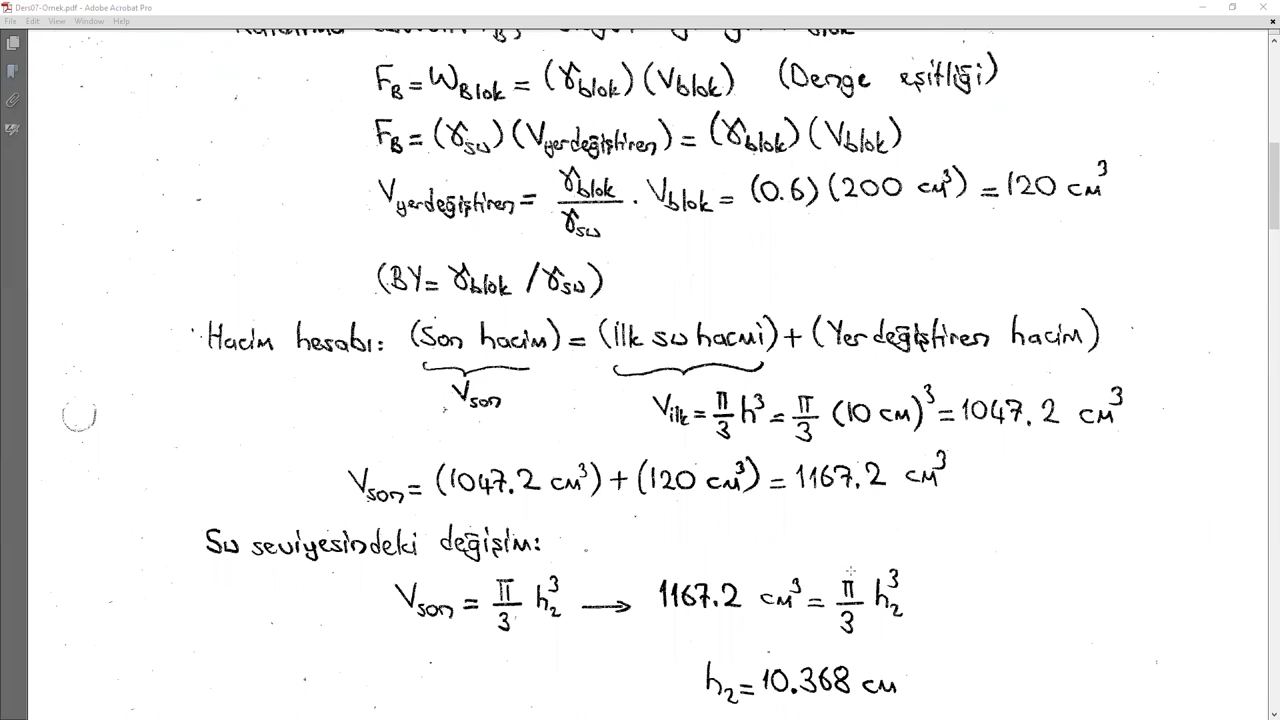 Ders07-Ornek.pdf - Adobe Acrobat Pro
File Edit View Window Help
F_B = W_Blok = (γ_blok)(V_blok) (Denge eşitliği)
F_B = (γ_su)(V_yerdeğiştiren) = (γ_blok)(V_blok)
V_yerdeğiştiren = γ_blok / γ_su . V_blok = (0.6)(200 cm³) = 120 cm³
(BY = γ_blok / γ_su)
Hacim hesabı: (Son hacim) = (İlk su hacmi) + (Yerdeğiştiren hacim)
V_son
V_ilk = π/3 h³ = π/3 (10 cm)³ = 1047.2 cm³
V_son = (1047.2 cm³) + (120 cm³) = 1167.2 cm³
Su seviyesindeki değişim:
V_son = π/3 h₂³ → 1167.2 cm³ = π/3 h₂³
h₂ = 10.368 cm